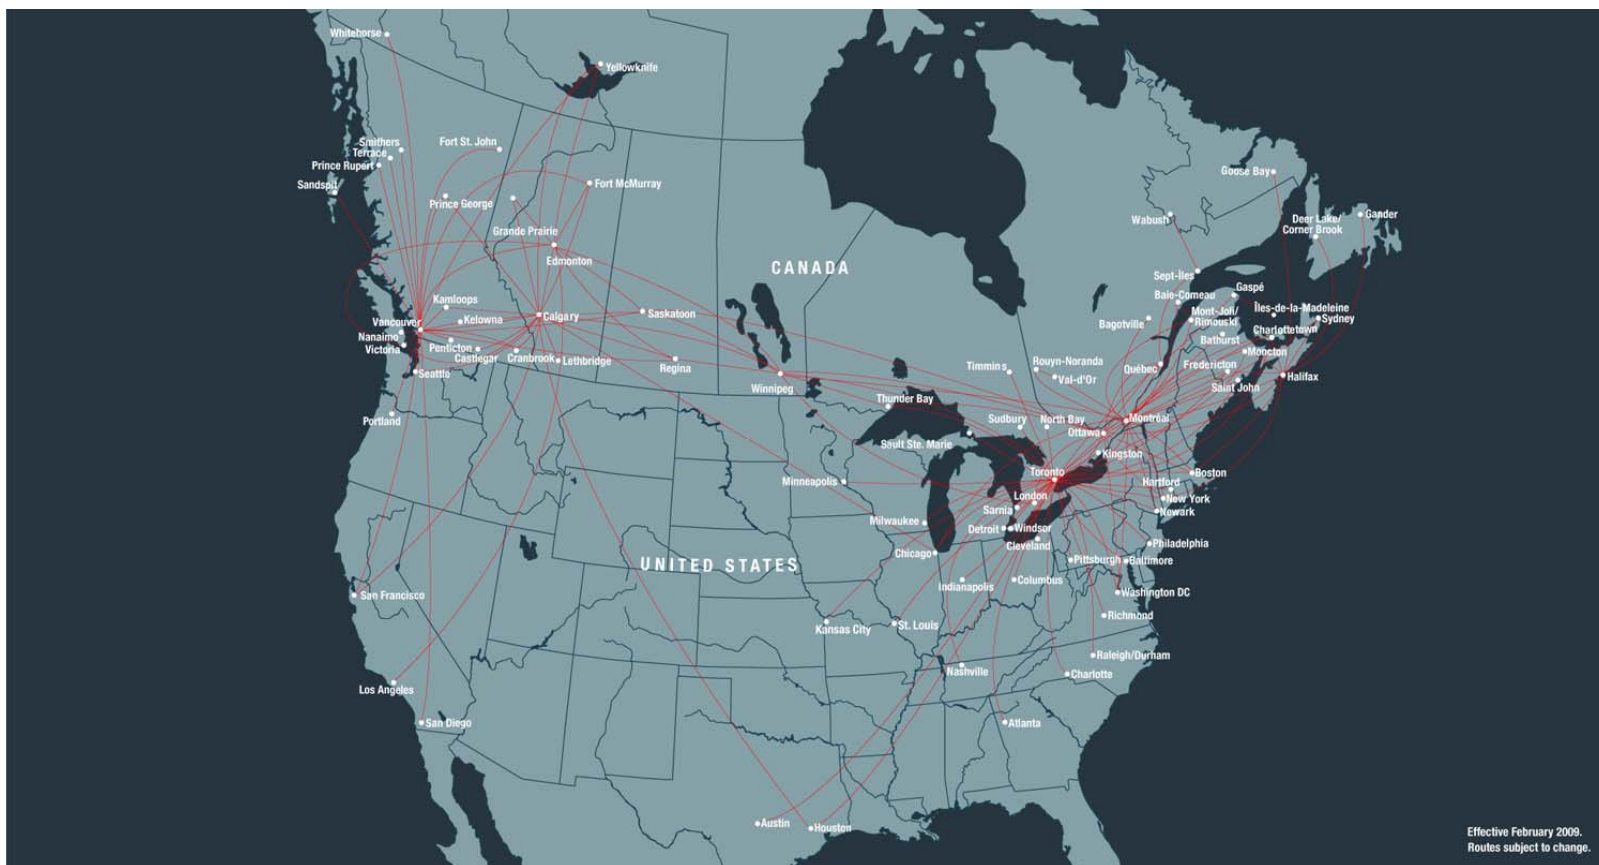 Whitehorse
Yellowknife
Smithers
Terrace
Prince Rupert
Fort St. John
Sandspit
Fort McMurray
Prince George
Grande Prairie
Edmonton
Goose Bay
Wabush
Deer Lake/
Corner Brook
Gander
CANADA
Sept-Îles
Gaspé
Baie-Comeau
Îles-de-la-Madeleine
Mont-Joli/
Rimouski
Sydney
Bagotville
Charlottetown
Bathurst
Moncton
Kamloops
Kelowna
Vancouver
Calgary
Saskatoon
Nanaimo
Victoria
Penticton
Castlegar
Cranbrook
Lethbridge
Seattle
Regina
Winnipeg
Timmins
Rouyn-Noranda
Val-d'Or
Québec
Fredericton
Saint John
Halifax
Portland
Thunder Bay
Sudbury
North Bay
Montréal
Ottawa
Sault Ste. Marie
Kingston
Toronto
Boston
Minneapolis
Hartford
New York
London
Sarnia
Newark
Milwaukee
Detroit
Windsor
Cleveland
Philadelphia
Chicago
Pittsburgh
Baltimore
UNITED STATES
Indianapolis
Columbus
Washington DC
San Francisco
Richmond
Kansas City
St. Louis
Raleigh/Durham
Nashville
Charlotte
Los Angeles
San Diego
Atlanta
Austin
Houston
Effective February 2009.
Routes subject to change.